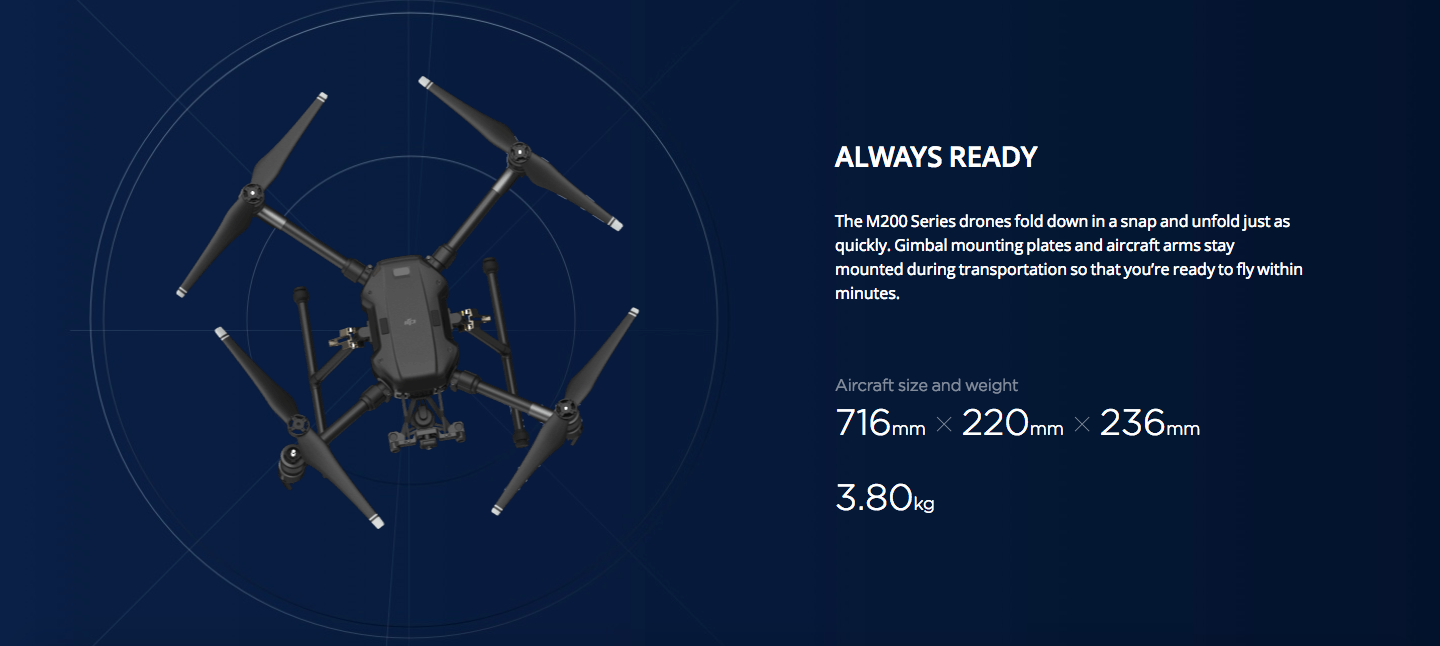 ALWAYS READY
The M200 Series drones fold down in a snap and unfold just as
quickly. Gimbal mounting plates and aircraft arms stay
mounted during transportation so that you’re ready to fly within
minutes.
Aircraft size and weight
716mm × 220mm × 236mm
3.80kg